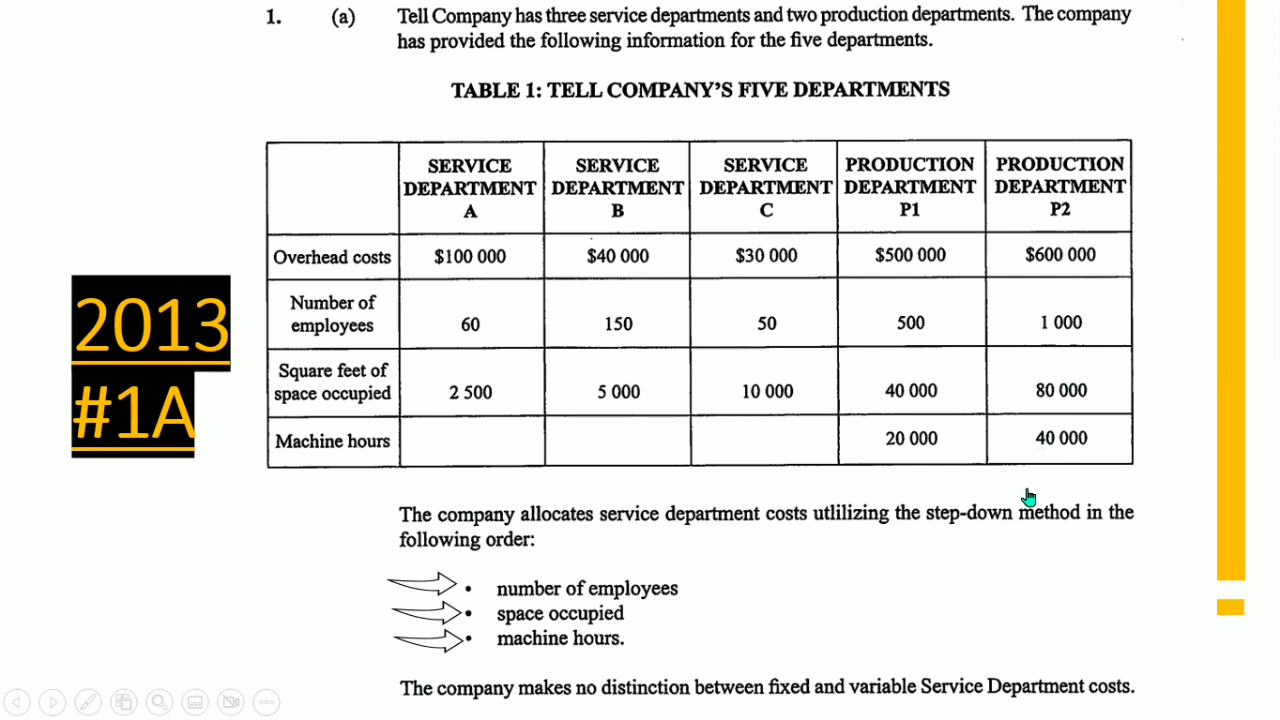 1. (a) Tell Company has three service departments and two production departments. The company
has provided the following information for the five departments.
TABLE 1: TELL COMPANY'S FIVE DEPARTMENTS
SERVICE DEPARTMENT A SERVICE DEPARTMENT B SERVICE DEPARTMENT C PRODUCTION DEPARTMENT P1 PRODUCTION DEPARTMENT P2
Overhead costs $100 000 $40 000 $30 000 $500 000 $600 000
Number of employees 60 150 50 500 1 000
Square feet of space occupied 2 500 5 000 10 000 40 000 80 000
Machine hours 20 000 40 000
2013
#1A
The company allocates service department costs utlilizing the step-down method in the
following order:
• number of employees
• space occupied
• machine hours.
The company makes no distinction between fixed and variable Service Department costs.